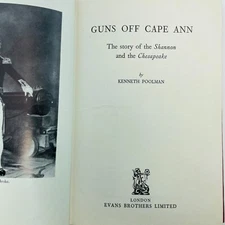 GUNS OFF CAPE ANN
The story of the Shannon
and the Chesapeake
by
KENNETH POOLMAN
LONDON
EVANS BROTHERS LIMITED